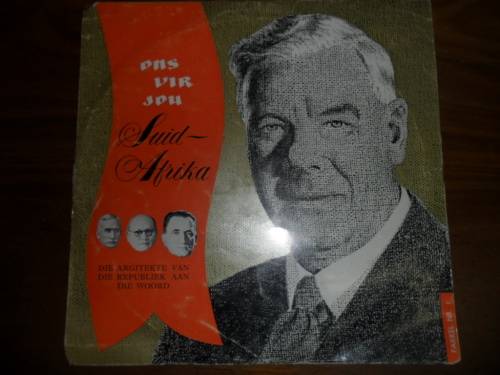 ONS
VIR
JOU
Suid-
Afrika
DIE ARGITEKTE VAN
DIE REPUBLIEK AAN
DIE WOORD